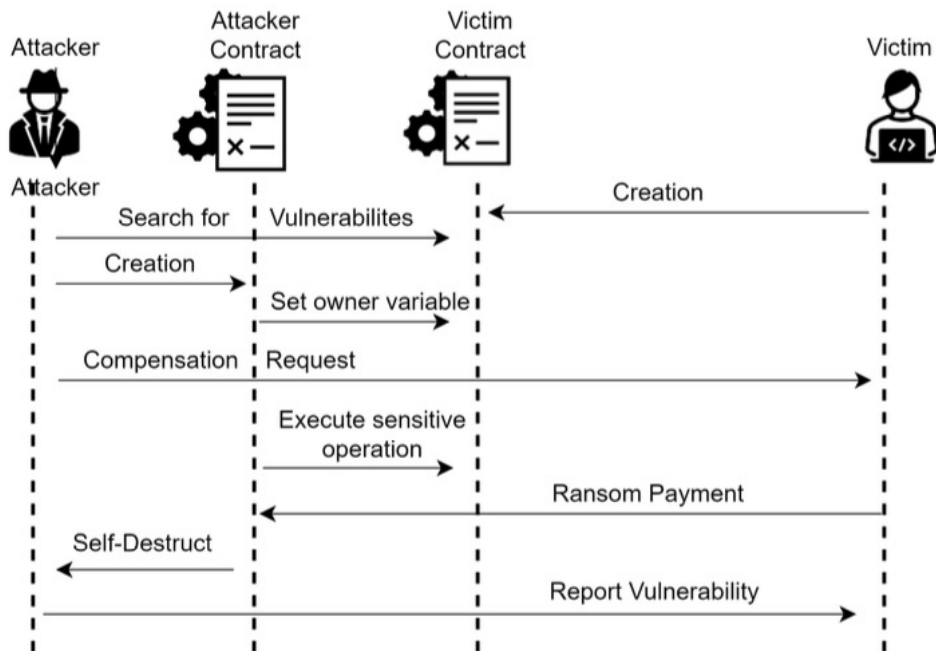 Attacker
Attacker
Contract
Victim
Contract
Victim
Attacker
Creation
Search for Vulnerabilites
Creation
Set owner variable
Compensation Request
Execute sensitive
operation
Ransom Payment
Self-Destruct
Report Vulnerability